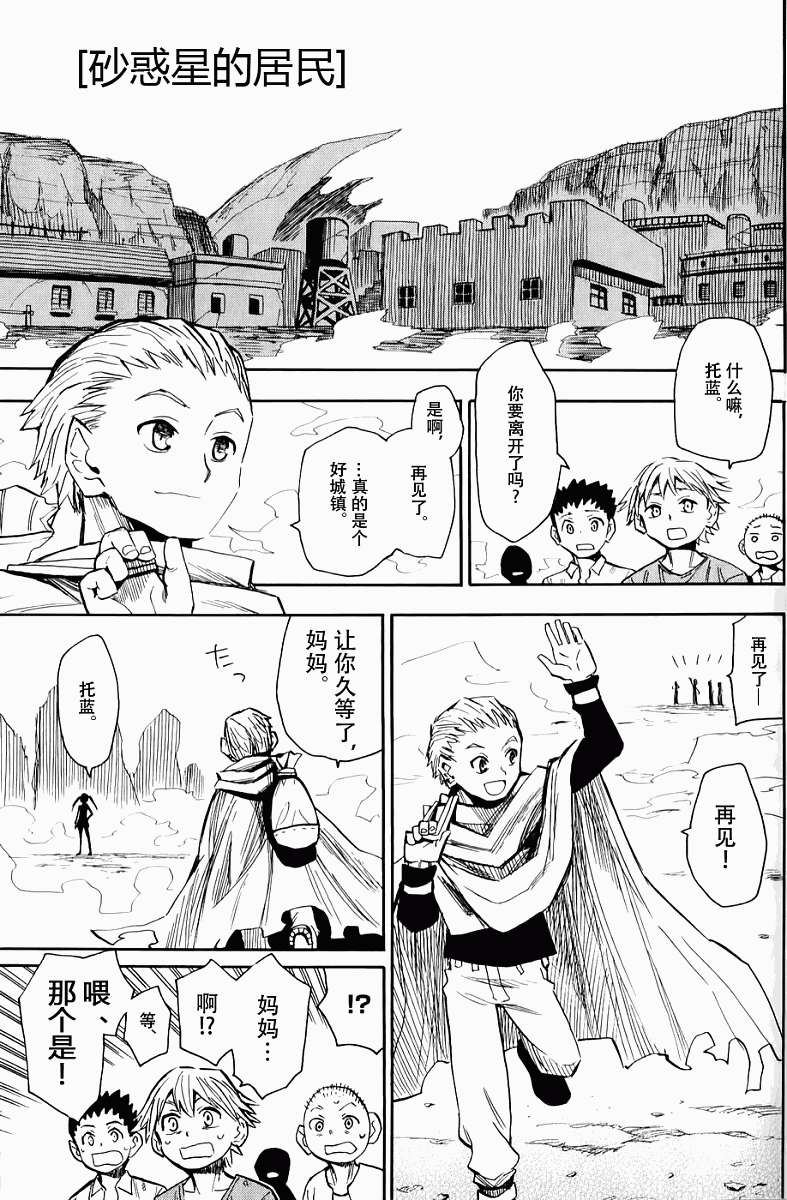 [砂惑星的居民]
什么嘛,
托蓝。
你要离开了吗?
是啊,
再见了。
…真的是个
好城镇。
再见了—
再见!
让你久等了,
妈妈。
たっ
托蓝。
!?
妈妈…
啊!?
等、
喂、
那个是!